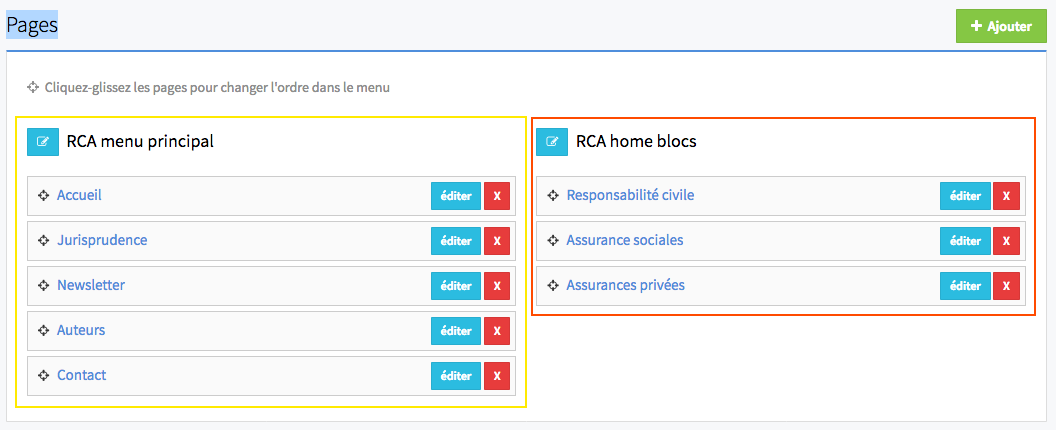 Pages
+ Ajouter
Cliquez-glissez les pages pour changer l'ordre dans le menu
RCA menu principal
Accueil éditer X
Jurisprudence éditer X
Newsletter éditer X
Auteurs éditer X
Contact éditer X
RCA home blocs
Responsabilité civile éditer X
Assurance sociales éditer X
Assurances privées éditer X